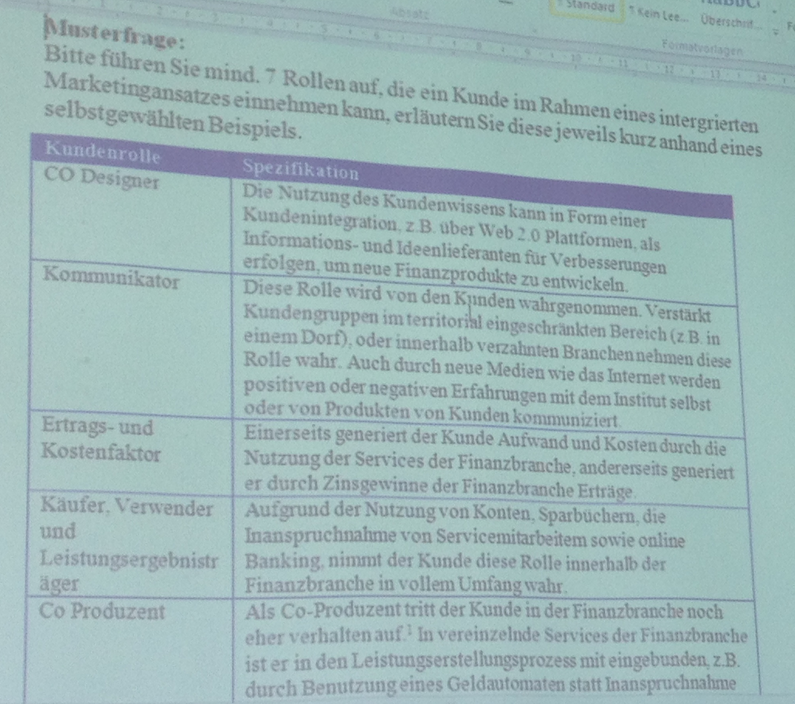 Absatz
Standard
Kein Lee...
Überschrif...
Formatvorlagen
Musterfrage:
Bitte führen Sie mind. 7 Rollen auf, die ein Kunde im Rahmen eines intergrierten
Marketingansatzes einnehmen kann, erläutern Sie diese jeweils kurz anhand eines
selbstgewählten Beispiels.
Kundenrolle
Spezifikation
CO Designer
Die Nutzung des Kundenwissens kann in Form einer
Kundenintegration, z.B. über Web 2.0 Plattformen, als
Informations- und Ideenlieferanten für Verbesserungen
erfolgen, um neue Finanzprodukte zu entwickeln.
Kommunikator
Diese Rolle wird von den Kunden wahrgenommen. Verstärkt
Kundengruppen im territorial eingeschränkten Bereich (z.B. in
einem Dorf), oder innerhalb verzahnten Branchen nehmen diese
Rolle wahr. Auch durch neue Medien wie das Internet werden
positiven oder negativen Erfahrungen mit dem Institut selbst
oder von Produkten von Kunden kommuniziert.
Ertrags- und
Kostenfaktor
Einerseits generiert der Kunde Aufwand und Kosten durch die
Nutzung der Services der Finanzbranche, andererseits generiert
er durch Zinsgewinne der Finanzbranche Erträge.
Käufer, Verwender
und
Leistungsergebnistr
äger
Aufgrund der Nutzung von Konten, Sparbüchern, die
Inanspruchnahme von Servicemitarbeitern sowie online
Banking, nimmt der Kunde diese Rolle innerhalb der
Finanzbranche in vollem Umfang wahr.
Co Produzent
Als Co-Produzent tritt der Kunde in der Finanzbranche noch
eher verhalten auf.¹ In vereinzelnde Services der Finanzbranche
ist er in den Leistungserstellungsprozess mit eingebunden, z.B.
durch Benutzung eines Geldautomaten statt Inanspruchnahme